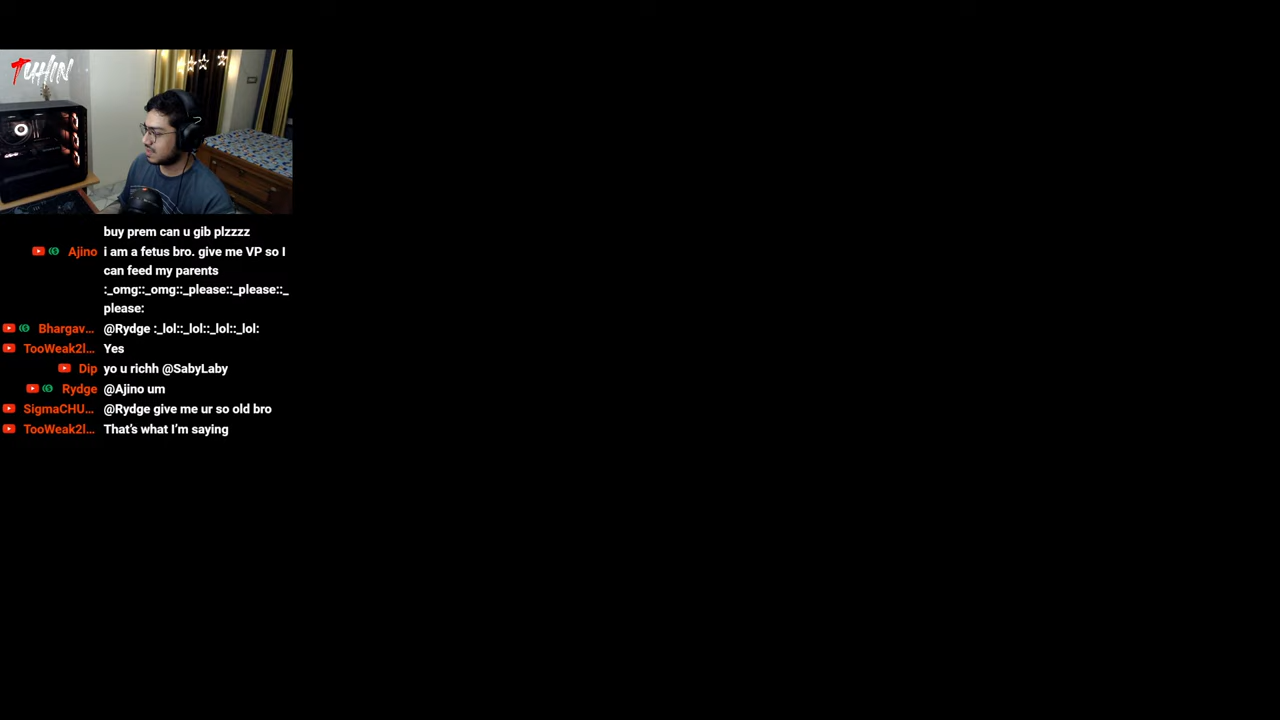 TUHIN
buy prem can u gib plzzzz
Ajino i am a fetus bro. give me VP so I
can feed my parents
:_omg::_omg::_please::_please::_
please:
Bhargav... @Rydge :_lol::_lol::_lol::_lol:
TooWeak2l... Yes
Dip yo u richh @SabyLaby
Rydge @Ajino um
SigmaCHU... @Rydge give me ur so old bro
TooWeak2l... That’s what I’m saying